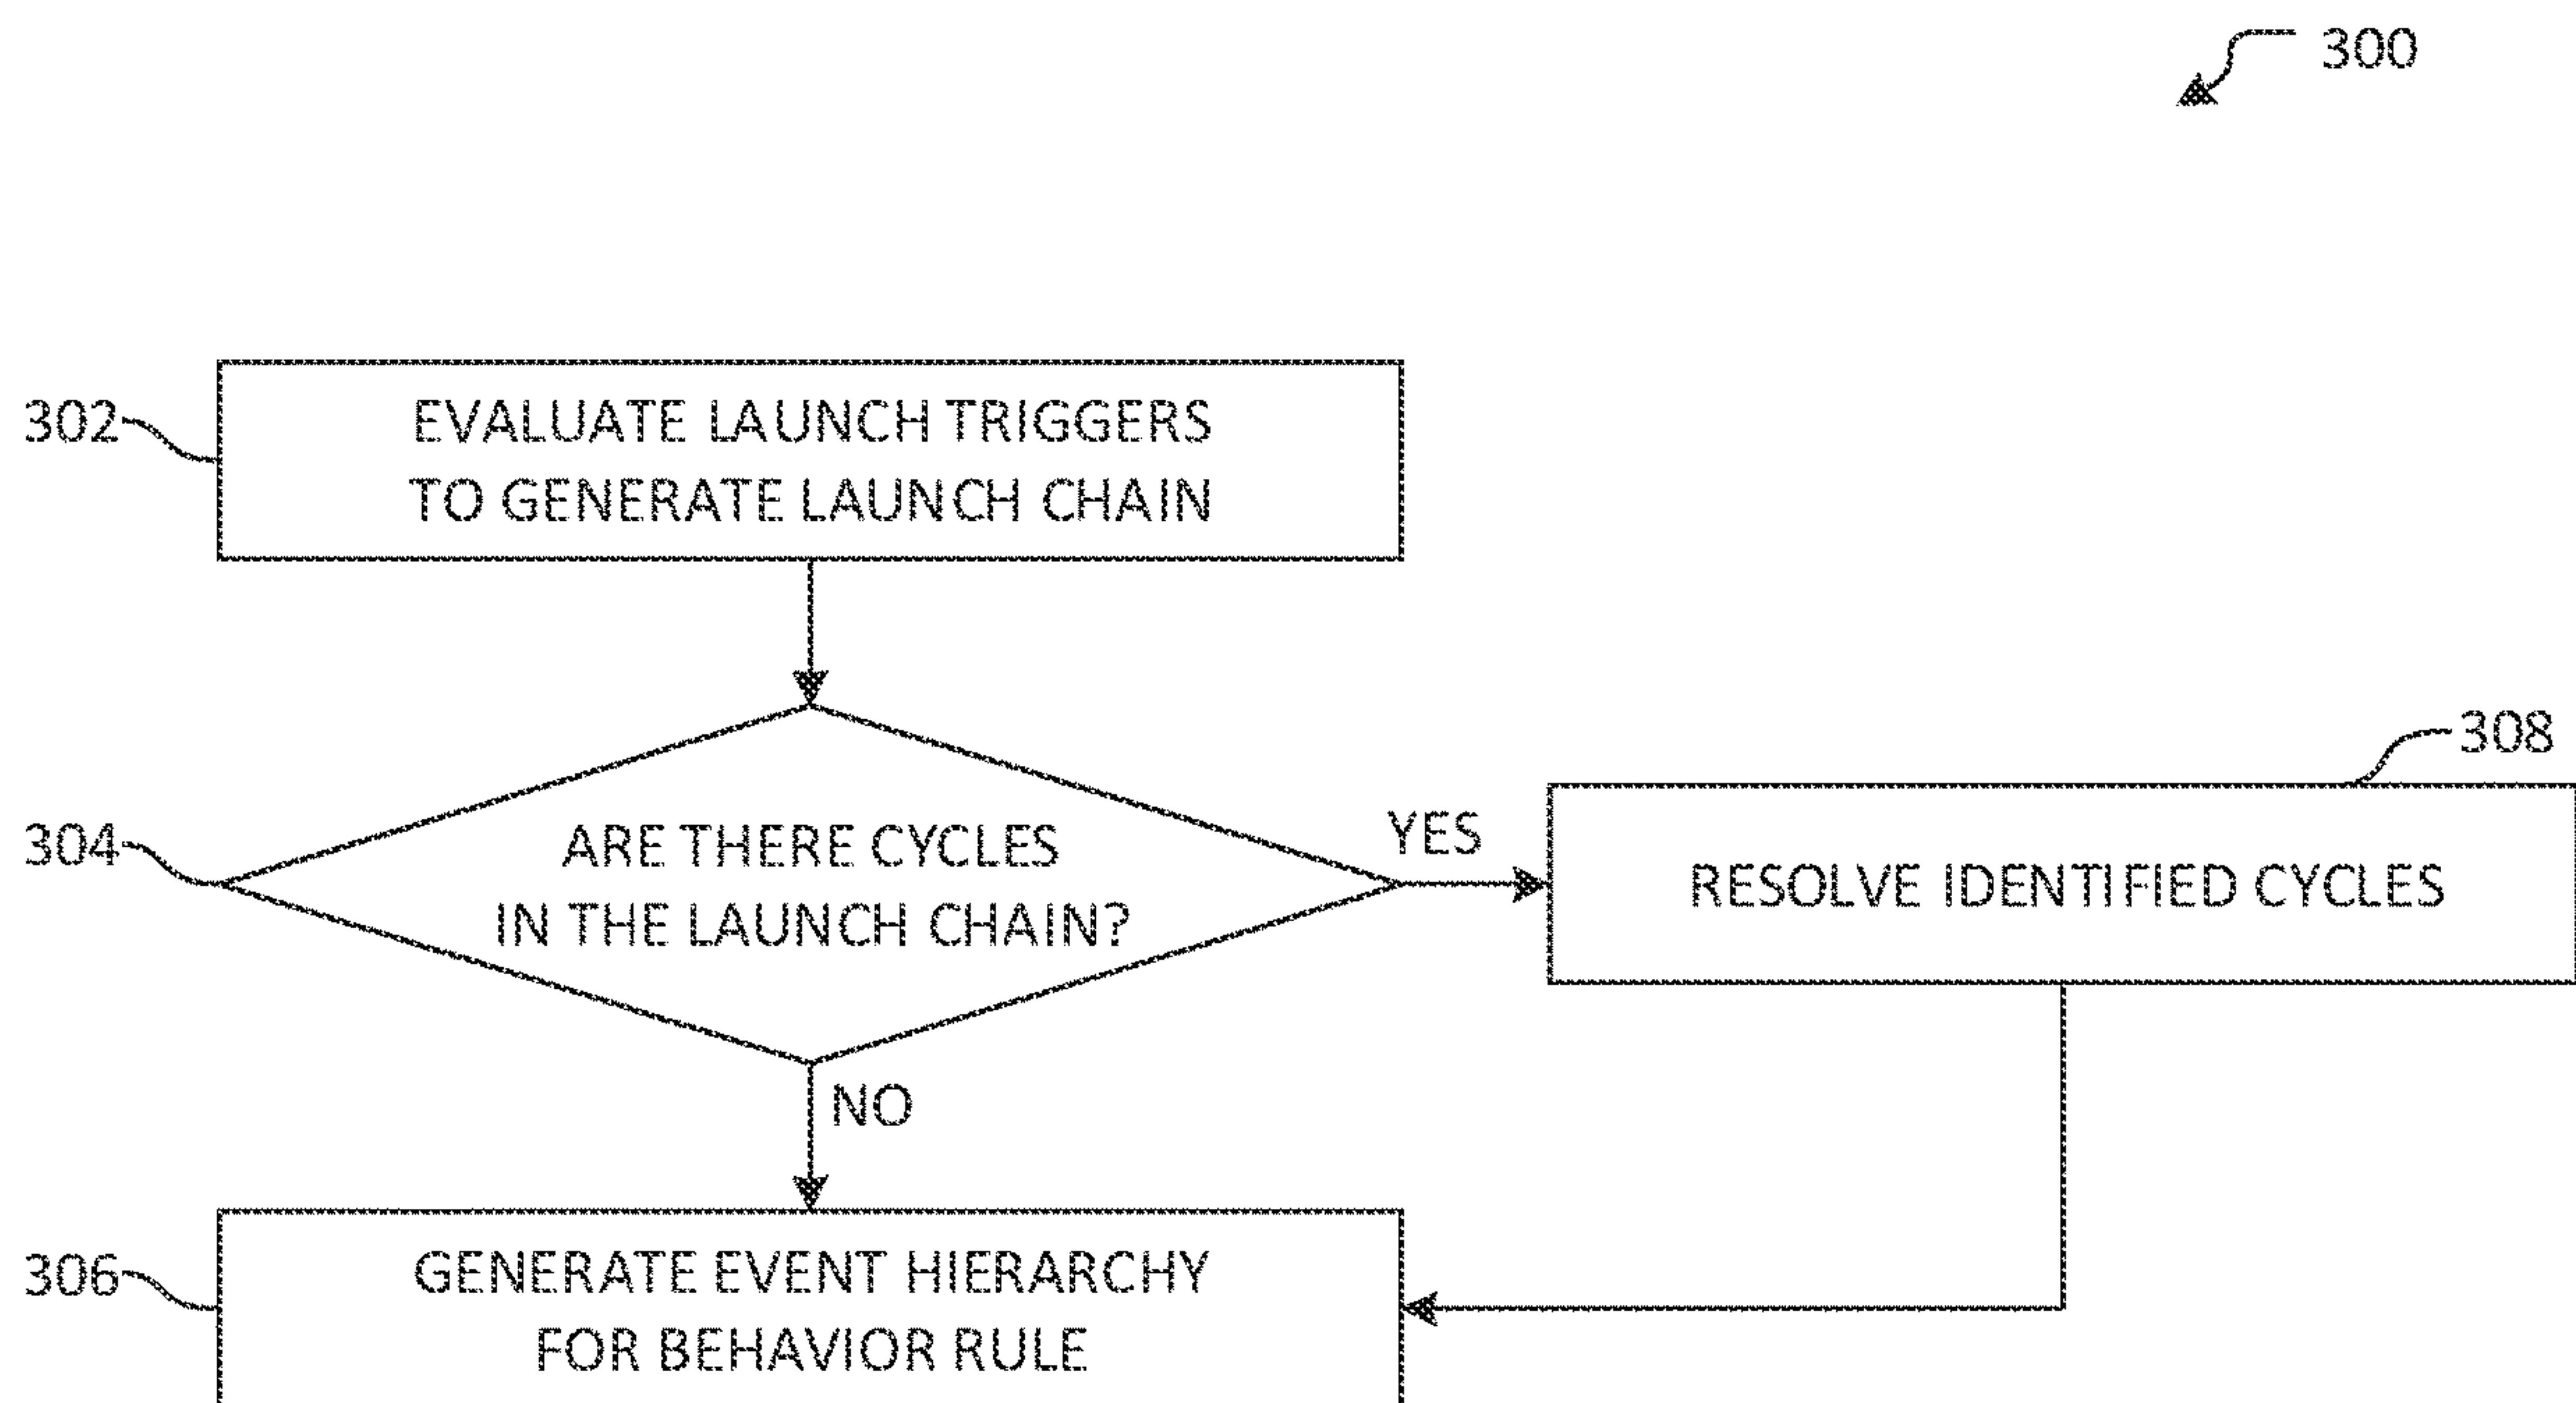 300
302
EVALUATE LAUNCH TRIGGERS
TO GENERATE LAUNCH CHAIN
308
304
ARE THERE CYCLES
IN THE LAUNCH CHAIN?
YES
RESOLVE IDENTIFIED CYCLES
NO
306
GENERATE EVENT HIERARCHY
FOR BEHAVIOR RULE